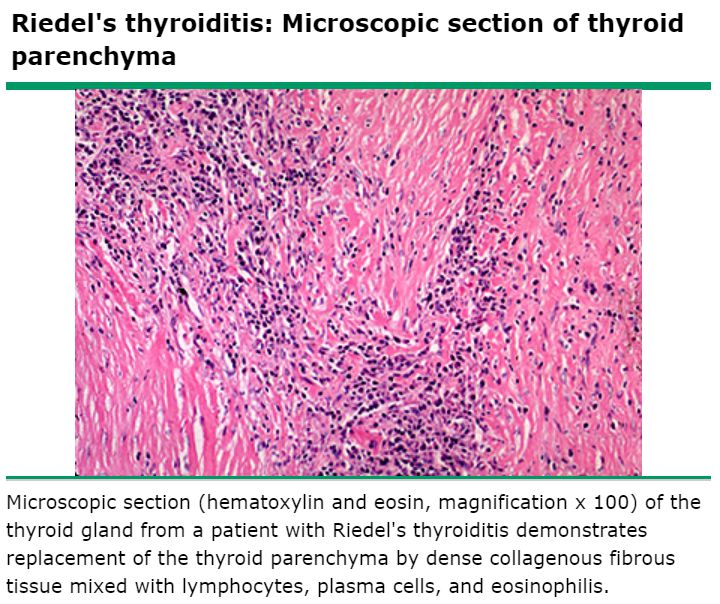 Riedel's thyroiditis: Microscopic section of thyroid
parenchyma
Microscopic section (hematoxylin and eosin, magnification x 100) of the
thyroid gland from a patient with Riedel's thyroiditis demonstrates
replacement of the thyroid parenchyma by dense collagenous fibrous
tissue mixed with lymphocytes, plasma cells, and eosinophilis.